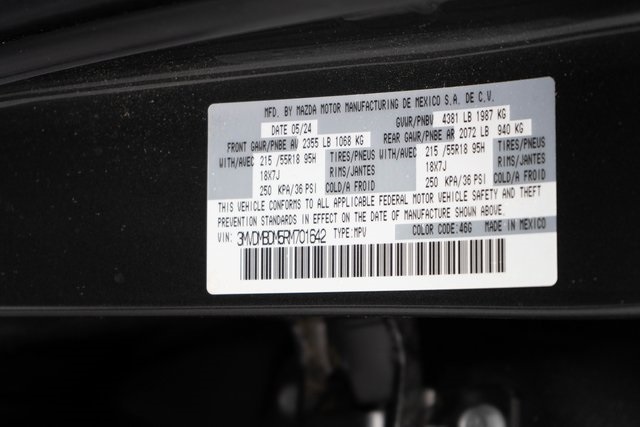 MFD. BY MAZDA MOTOR MANUFACTURING DE MEXICO S.A. DE C.V.
DATE 05/24 GVWR/PNBV 4381 LB 1987 KG
FRONT GAWR/PNBE AV 2355 LB 1068 KG REAR GAWR/PNBE AR 2072 LB 940 KG
WITH/AVEC 215 /55R18 95H TIRES/PNEUS WITH/AVEC 215 /55R18 95H TIRES/PNEUS
18X7J RIMS/JANTES 18X7J RIMS/JANTES
250 KPA/36 PSI COLD/A FROID 250 KPA/36 PSI COLD/A FROID
THIS VEHICLE CONFORMS TO ALL APPLICABLE FEDERAL MOTOR VEHICLE SAFETY AND THEFT
PREVENTION STANDARDS IN EFFECT ON THE DATE OF MANUFACTURE SHOWN ABOVE.
VIN: 3MVDMBDM5RM701642 TYPE:MPV COLOR CODE:46G MADE IN MEXICO